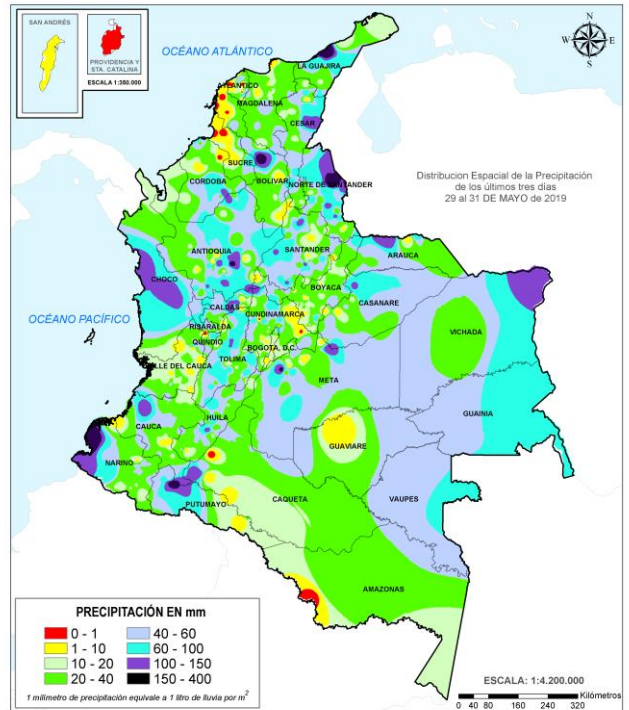 SAN ANDRÉS
PROVIDENCIA Y
STA. CATALINA
ESCALA 1:350.000
N
W
E
S
OCÉANO ATLÁNTICO
LA GUAJIRA
ATLANTICO
MAGDALENA
CESAR
SUCRE
CORDOBA
BOLIVAR
NORTE DE SANTANDER
Distribucion Espacial de la Precipitación
de los últimos tres días
29 al 31 DE MAYO de 2019
ANTIOQUIA
SANTANDER
ARAUCA
CHOCO
BOYACA
CASANARE
CALDAS
CUNDINAMARCA
OCÉANO PACÍFICO
RISARALDA
VICHADA
QUINDIO
BOGOTA, D.C.
TOLIMA
VALLE DEL CAUCA
META
GUAINIA
HUILA
CAUCA
GUAVIARE
NARINO
CAQUETA
VAUPES
PUTUMAYO
AMAZONAS
PRECIPITACIÓN EN mm
0 - 1
40 - 60
1 - 10
60 - 100
10 - 20
100 - 150
20 - 40
150 - 400
1 milímetro de precipitación equivale a 1 litro de lluvia por m²
ESCALA: 1:4.200.000
Kilómetros
0 40 80 160 240 320